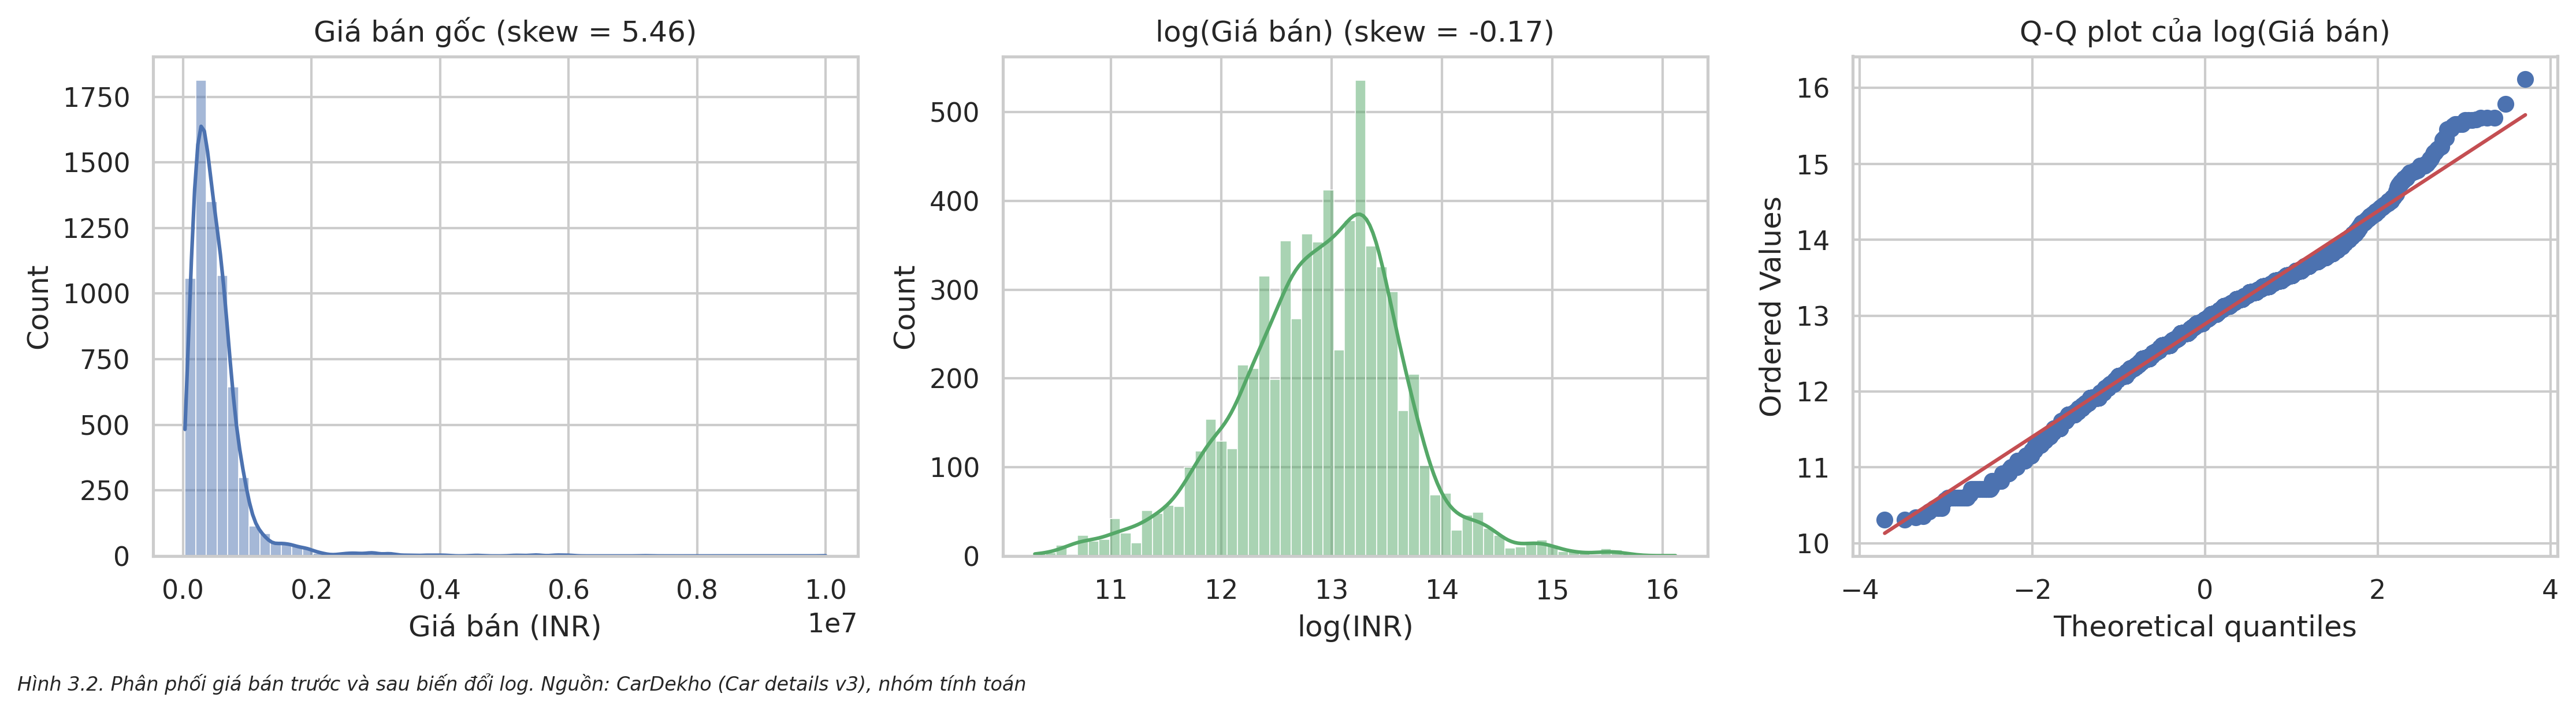 Giá bán gốc (skew = 5.46)
1750
1500
1250
1000
750
500
250
0
Count
0.0 0.2 0.4 0.6 0.8 1.0
1e7
Giá bán (INR)
log(Giá bán) (skew = -0.17)
500
400
300
200
100
0
Count
11 12 13 14 15 16
log(INR)
Q-Q plot của log(Giá bán)
16
15
14
13
12
11
10
Ordered Values
−4 −2 0 2 4
Theoretical quantiles
Hình 3.2. Phân phối giá bán trước và sau biến đổi log. Nguồn: CarDekho (Car details v3), nhóm tính toán